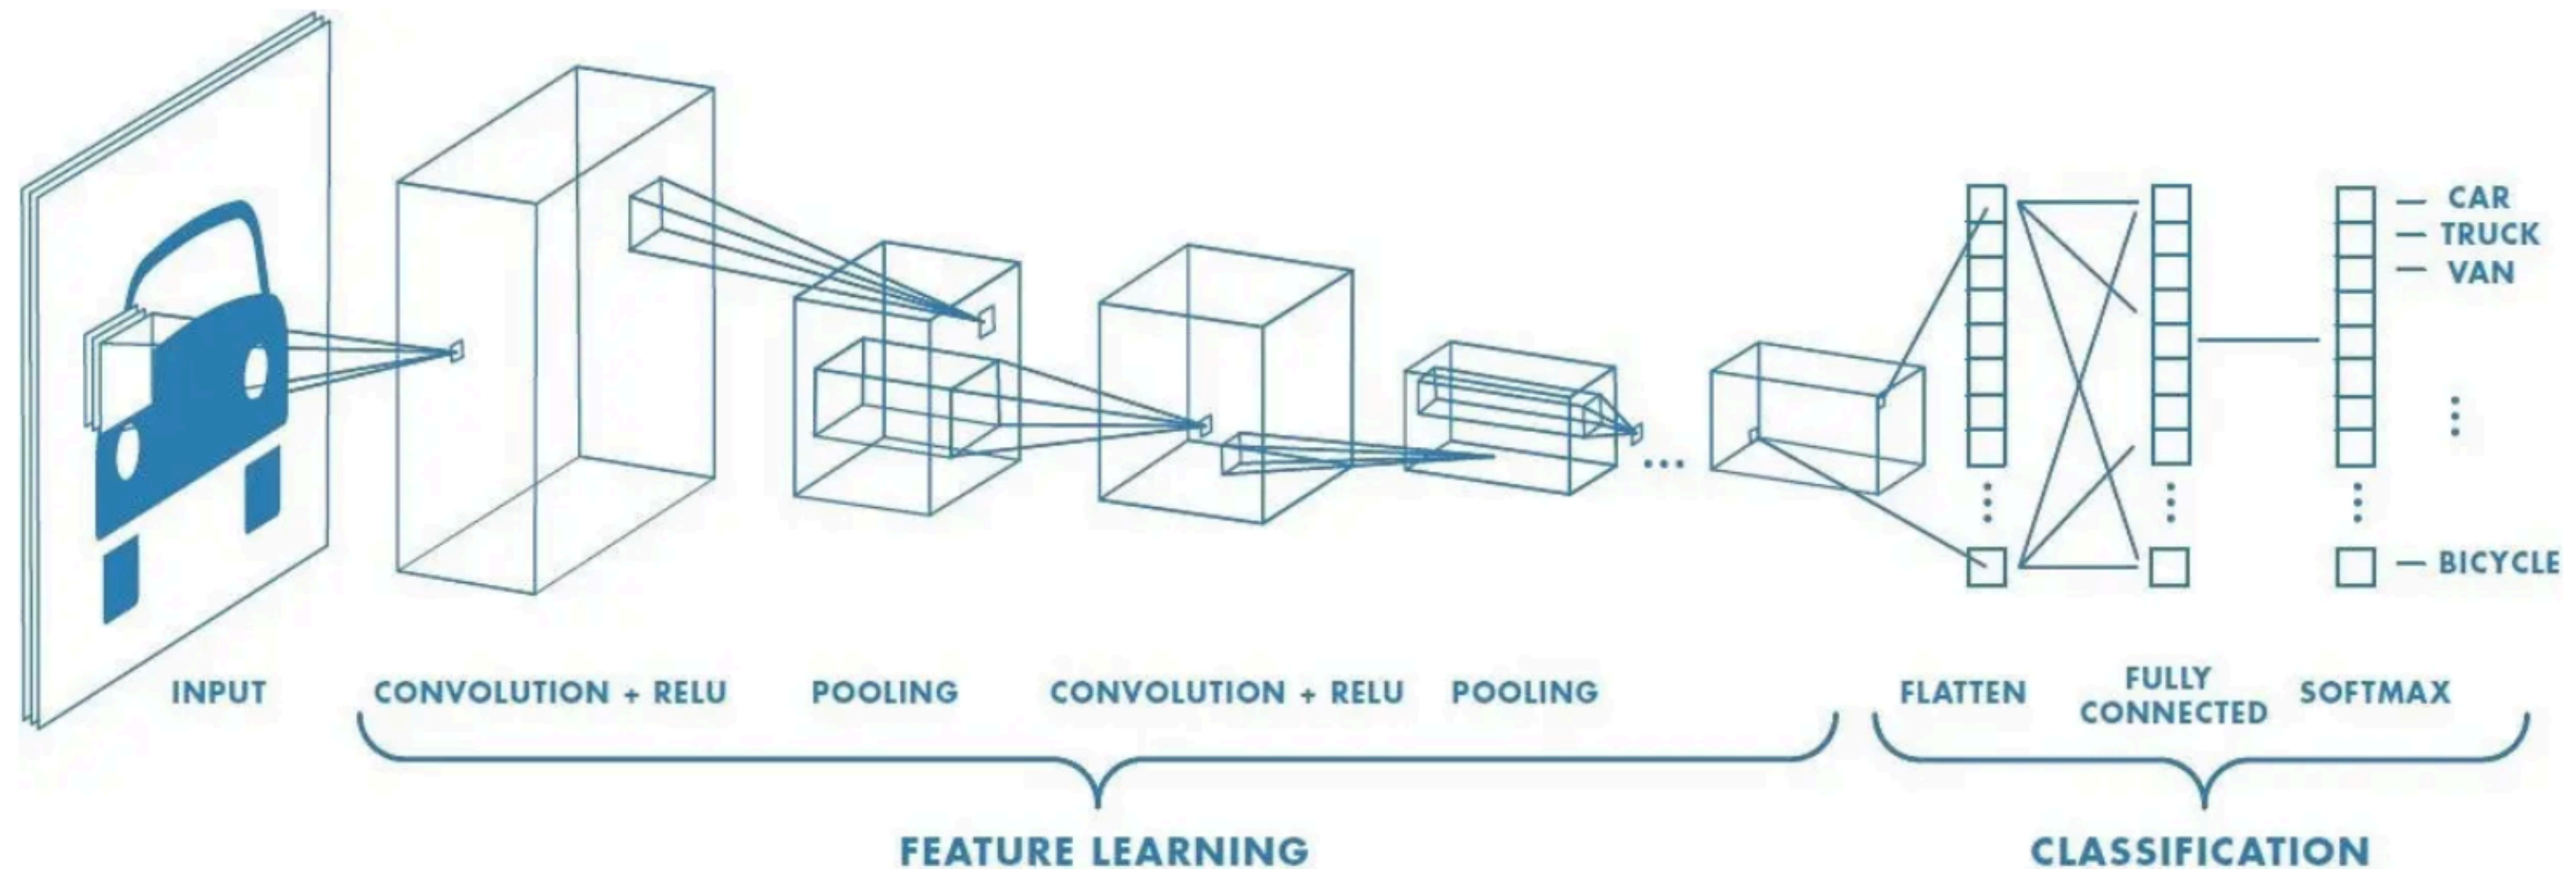 CAR
TRUCK
VAN
BICYCLE
INPUT
CONVOLUTION + RELU
POOLING
CONVOLUTION + RELU
POOLING
FLATTEN
FULLY
CONNECTED
SOFTMAX
FEATURE LEARNING
CLASSIFICATION